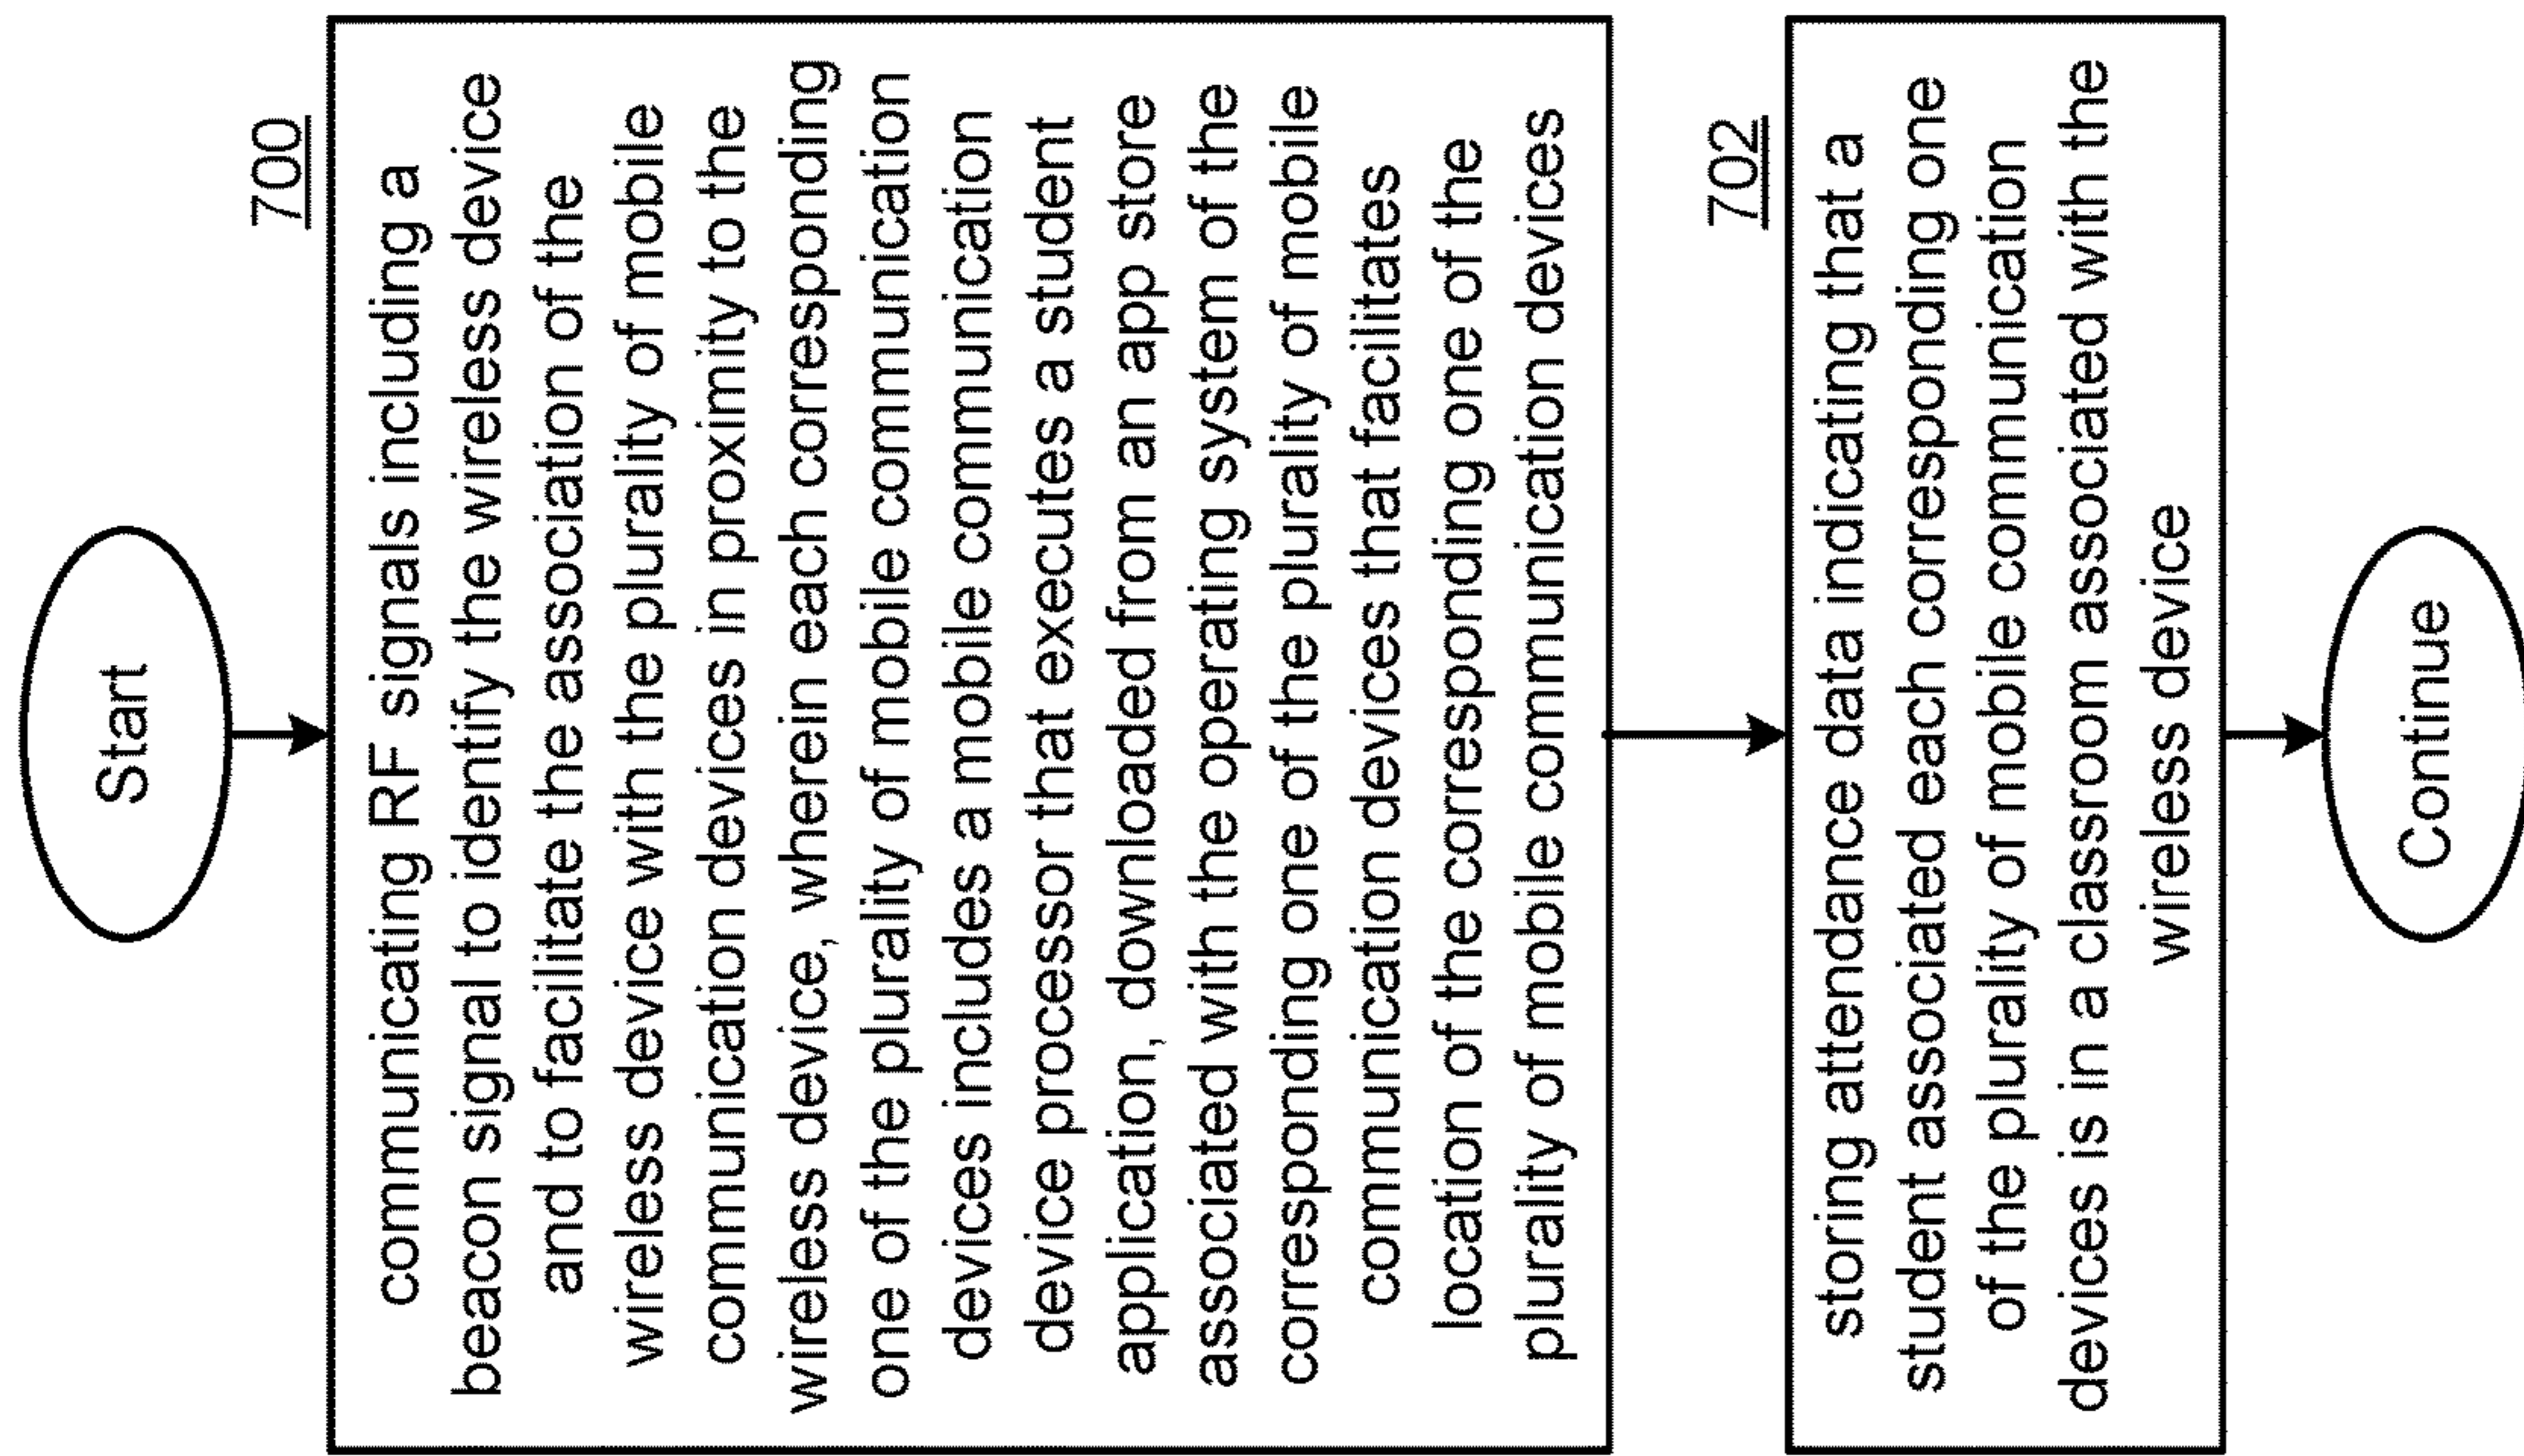 Start
700
communicating RF signals including a
beacon signal to identify the wireless device
and to facilitate the association of the
wireless device with the plurality of mobile
communication devices in proximity to the
wireless device, wherein each corresponding
one of the plurality of mobile communication
devices includes a mobile communication
device processor that executes a student
application, downloaded from an app store
associated with the operating system of the
corresponding one of the plurality of mobile
communication devices that facilitates
location of the corresponding one of the
plurality of mobile communication devices
702
storing attendance data indicating that a
student associated each corresponding one
of the plurality of mobile communication
devices is in a classroom associated with the
wireless device
Continue